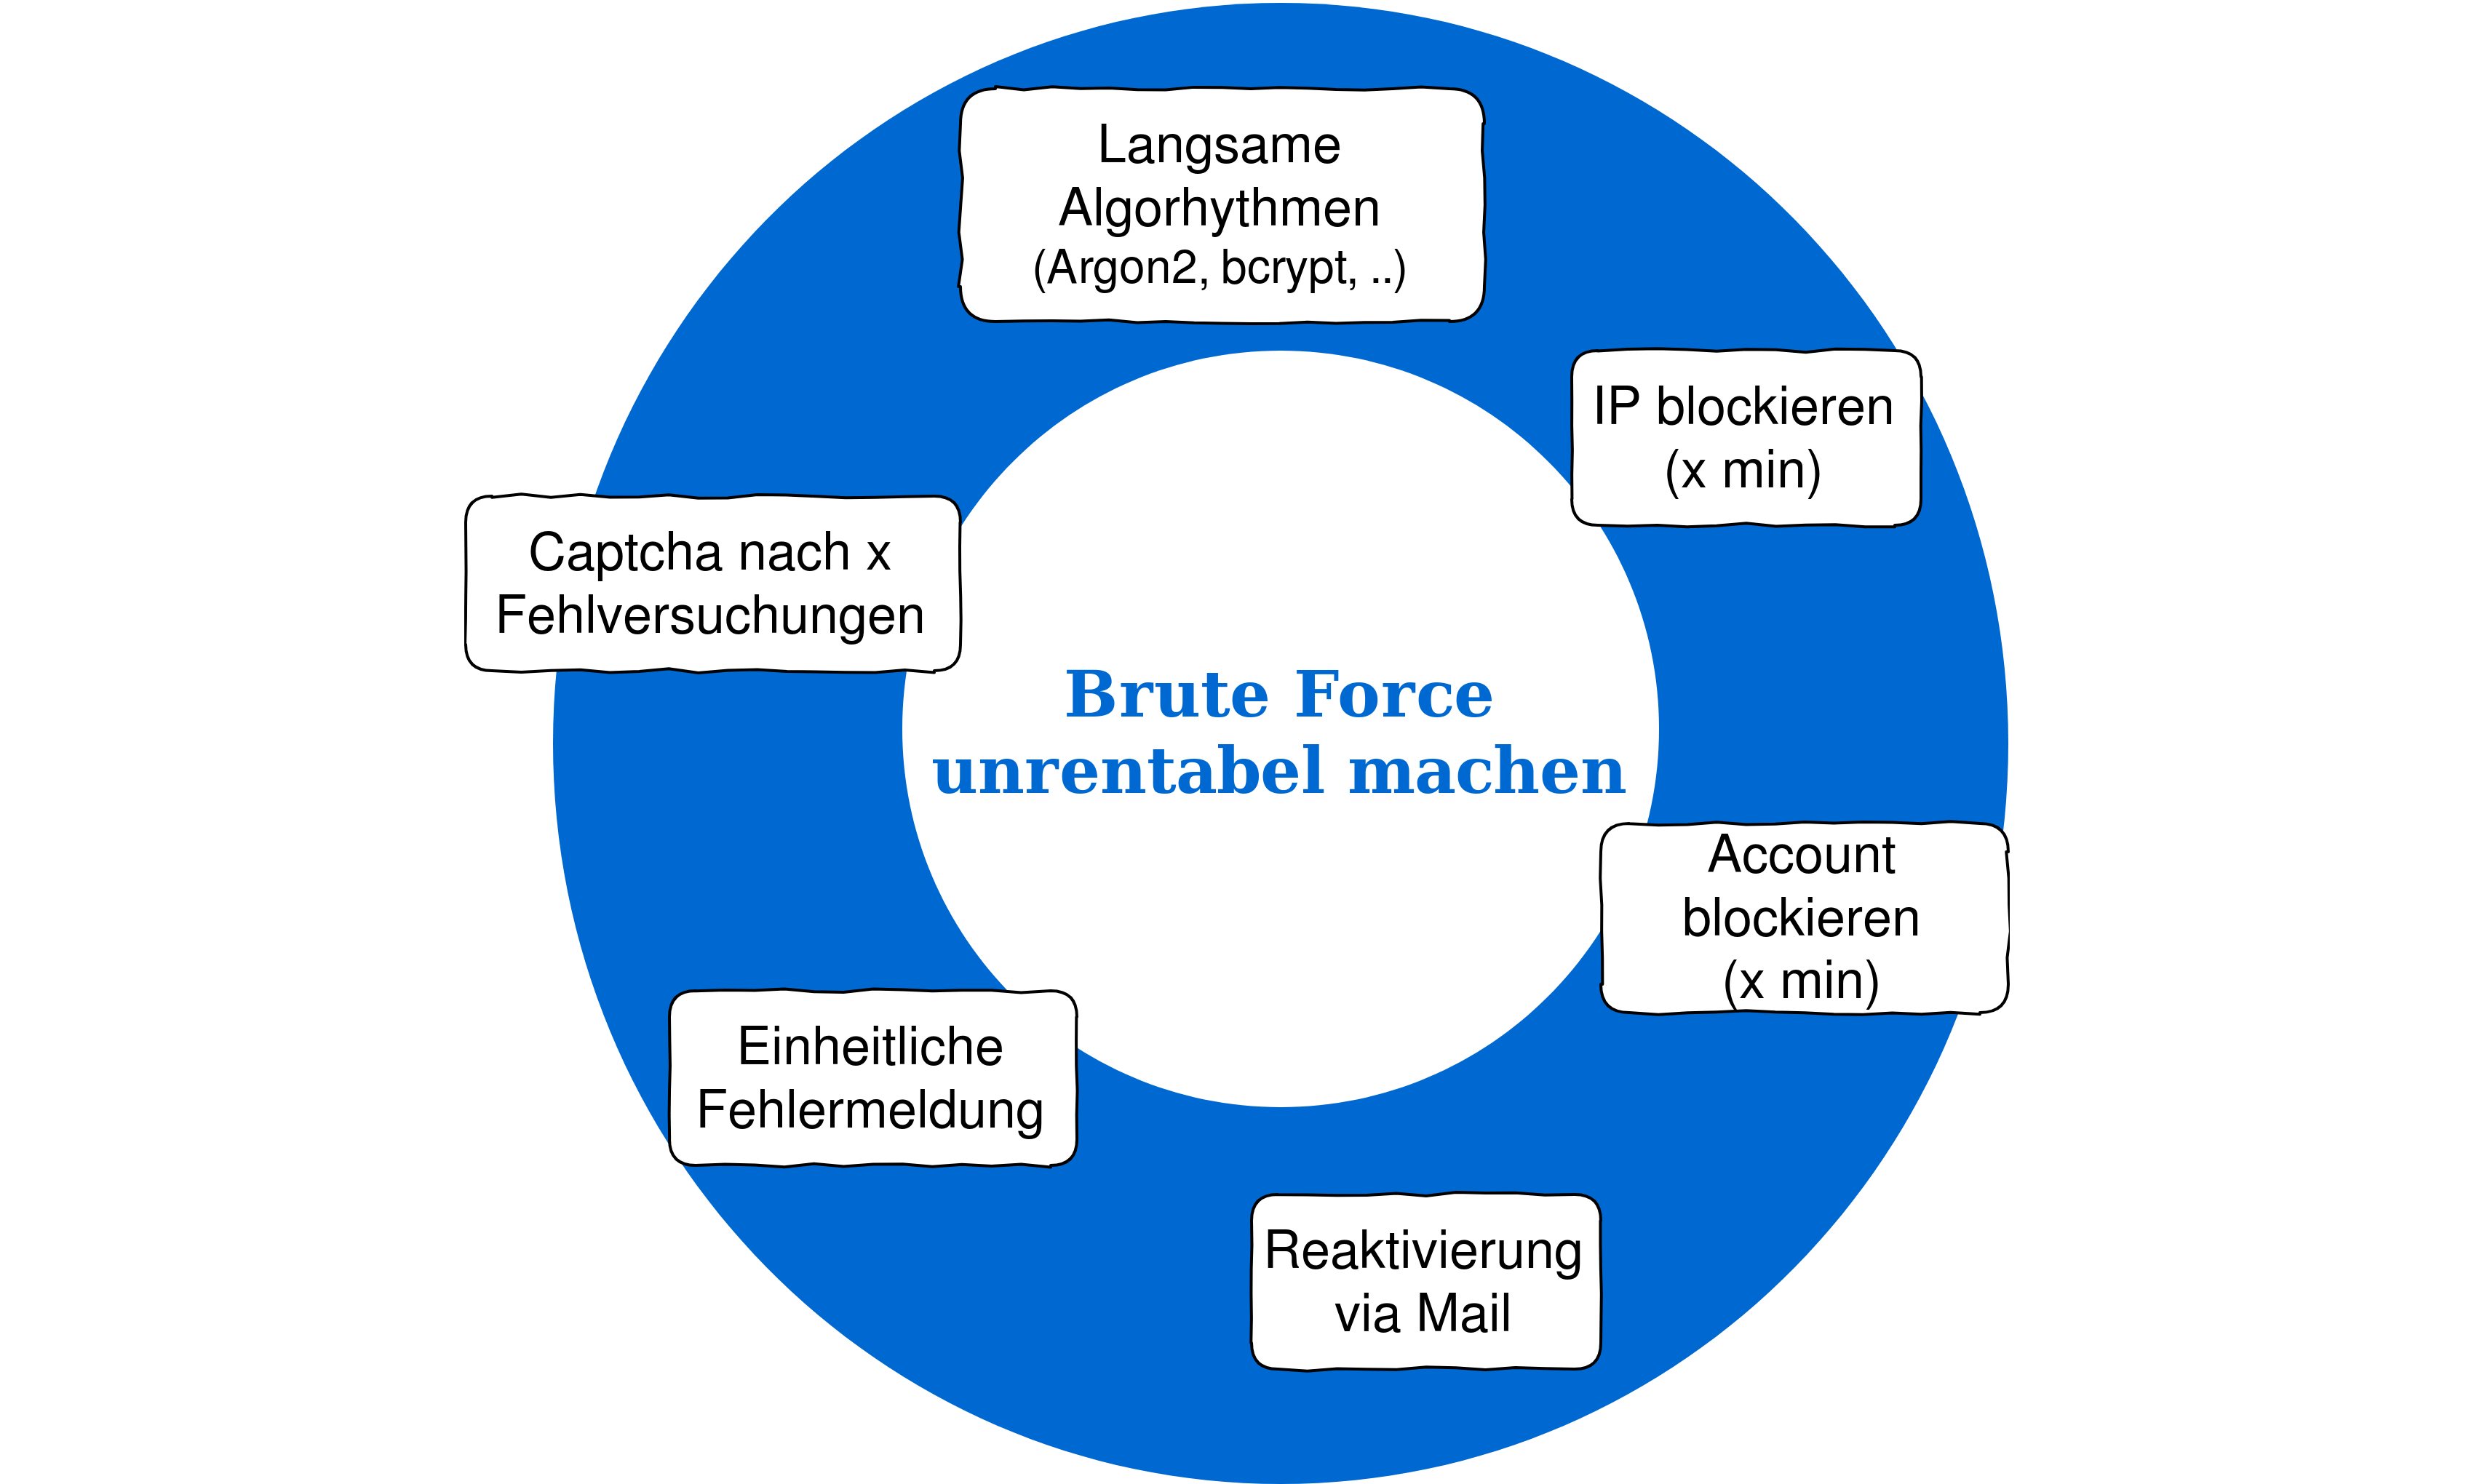 Langsame
Algorhythmen
(Argon2, bcrypt, ..)
IP blockieren
(x min)
Captcha nach x
Fehlversuchungen
Brute Force
unrentabel machen
Account
blockieren
(x min)
Einheitliche
Fehlermeldung
Reaktivierung
via Mail